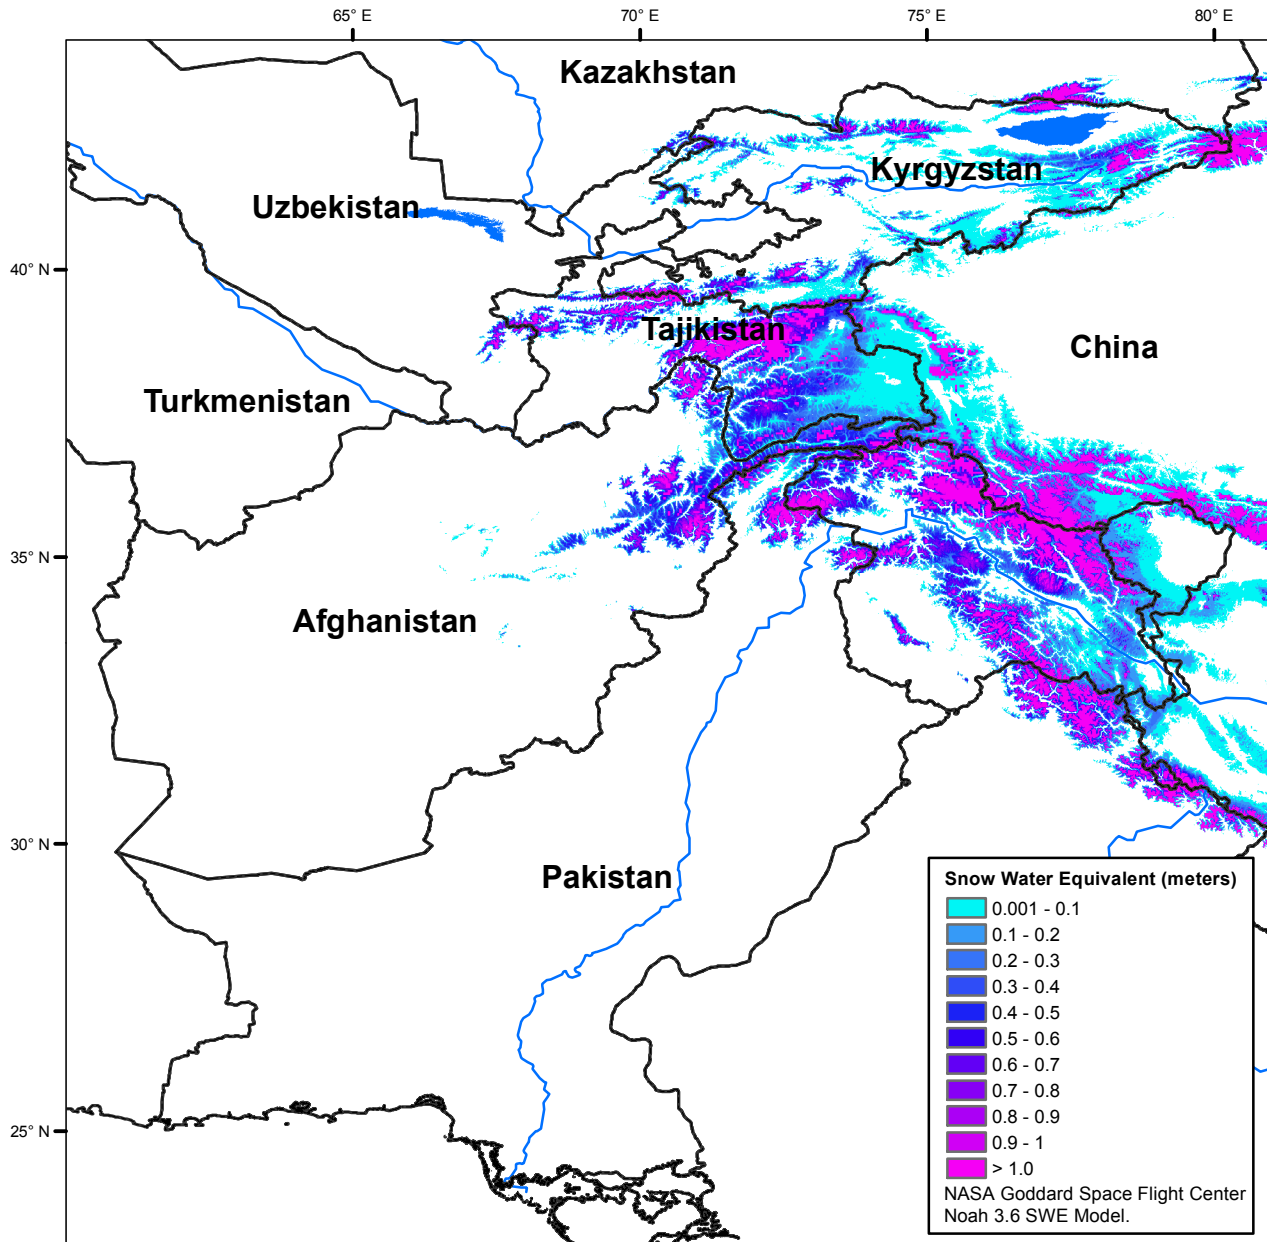 65° E
70° E
75° E
80° E
Kazakhstan
Kyrgyzstan
Uzbekistan
40° N
Tajikistan
China
Turkmenistan
35° N
Afghanistan
30° N
Pakistan
25° N
Snow Water Equivalent (meters)
0.001 - 0.1
0.1 - 0.2
0.2 - 0.3
0.3 - 0.4
0.4 - 0.5
0.5 - 0.6
0.6 - 0.7
0.7 - 0.8
0.8 - 0.9
0.9 - 1
> 1.0
NASA Goddard Space Flight Center
Noah 3.6 SWE Model.